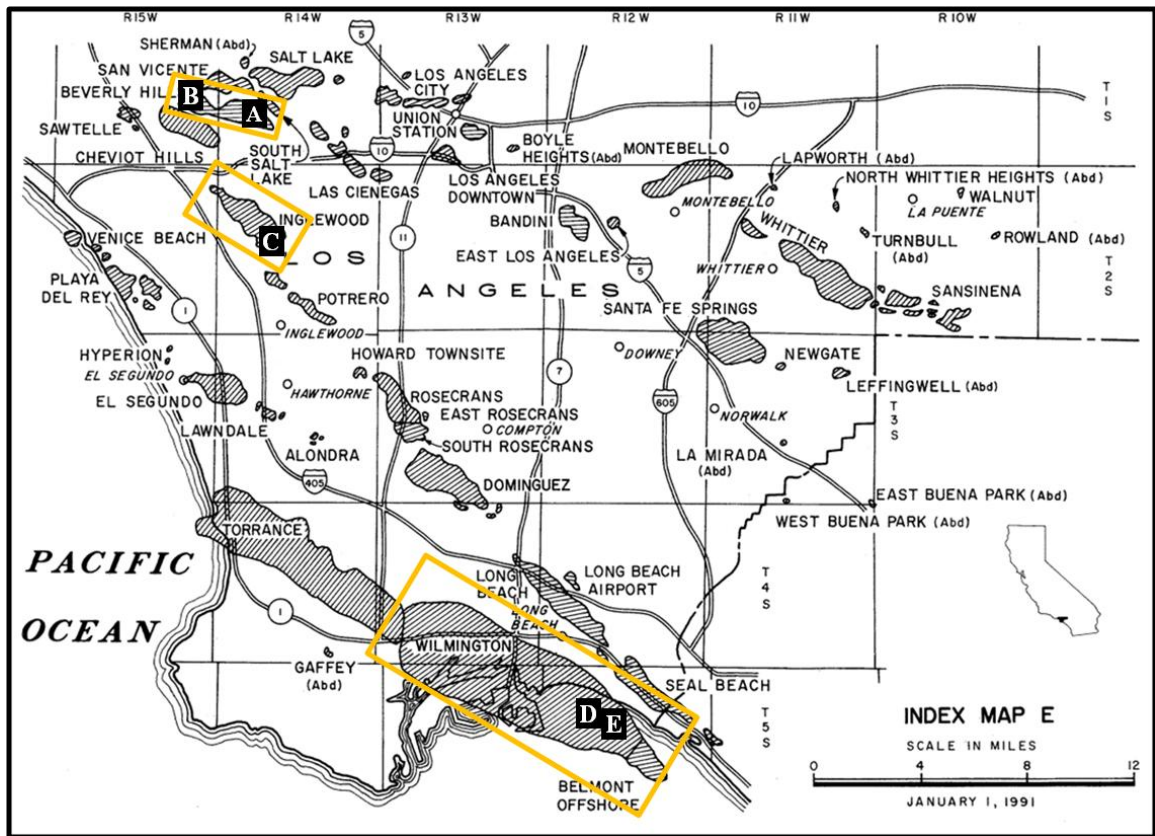 R15W R14W R13W R12W R11W R10W
SHERMAN (Abd)
5
SALT LAKE
SAN VICENTE
LOS ANGELES
CITY
BEVERLY HILL
B
A
10
T
I
S
SAWTELLE
UNION
STATION
BOYLE
HEIGHTS (Abd)
MONTEBELLO
CHEVIOT HILLS
SOUTH
SALT
LAKE
10
LAPWORTH (Abd)
LAS CIENEGAS
LOS ANGELES
DOWNTOWN
NORTH WHITTIER HEIGHTS (Abd)
MONTEBELLO
WALNUT
LA PUENTE
INGLEWOOD
BANDINI
WHITTIER
VENICE BEACH
C
11
TURNBULL
(Abd)
ROWLAND (Abd)
LOS
EAST LOS ANGELES
5
WHITTIER
T
2
S
PLAYA
DEL REY
POTRERO
ANGELES
SANSINENA
1
SANTA FE SPRINGS
INGLEWOOD
HYPERION
HOWARD TOWNSITE
DOWNEY
NEWGATE
EL SEGUNDO
7
EL SEGUNDO
HAWTHORNE
LEFFINGWELL (Abd)
ROSECRANS
605
NORWALK
T
3
S
EAST ROSECRANS
LAWNDALE
COMPTON
SOUTH ROSECRANS
ALONDRA
LA MIRADA
(Abd)
405
DOMINGUEZ
EAST BUENA PARK (Abd)
WEST BUENA PARK (Abd)
TORRANCE
PACIFIC
OCEAN
LONG
BEACH
LONG BEACH
AIRPORT
T
4
S
1
LONG
BEACH
WILMINGTON
GAFFEY
(Abd)
SEAL BEACH
D
E
T
5
S
INDEX MAP E
SCALE IN MILES
0 4 8 12
BELMONT
OFFSHORE
JANUARY 1, 1991